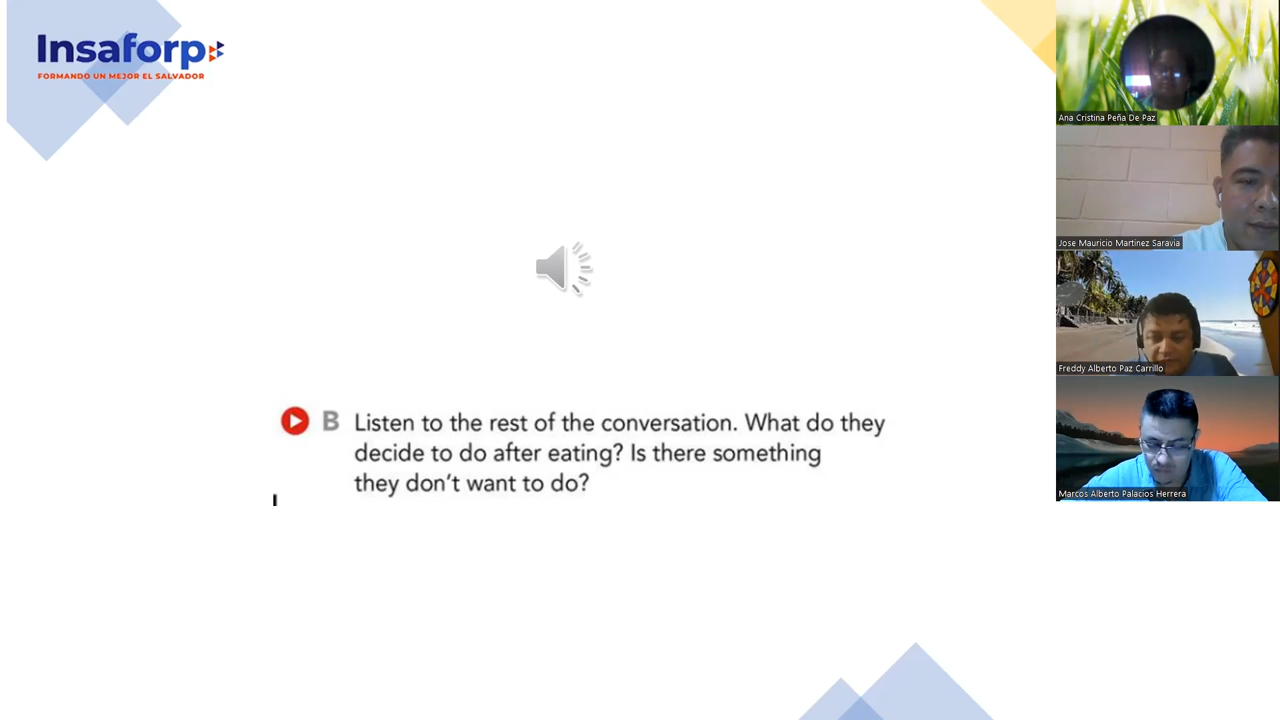 Insaforp
FORMANDO UN MEJOR EL SALVADOR
B Listen to the rest of the conversation. What do they
decide to do after eating? Is there something
they don't want to do?
Ana Cristina Peña De Paz
Jose Mauricio Martinez Saravia
Freddy Alberto Paz Carrillo
Marcos Alberto Palacios Herrera